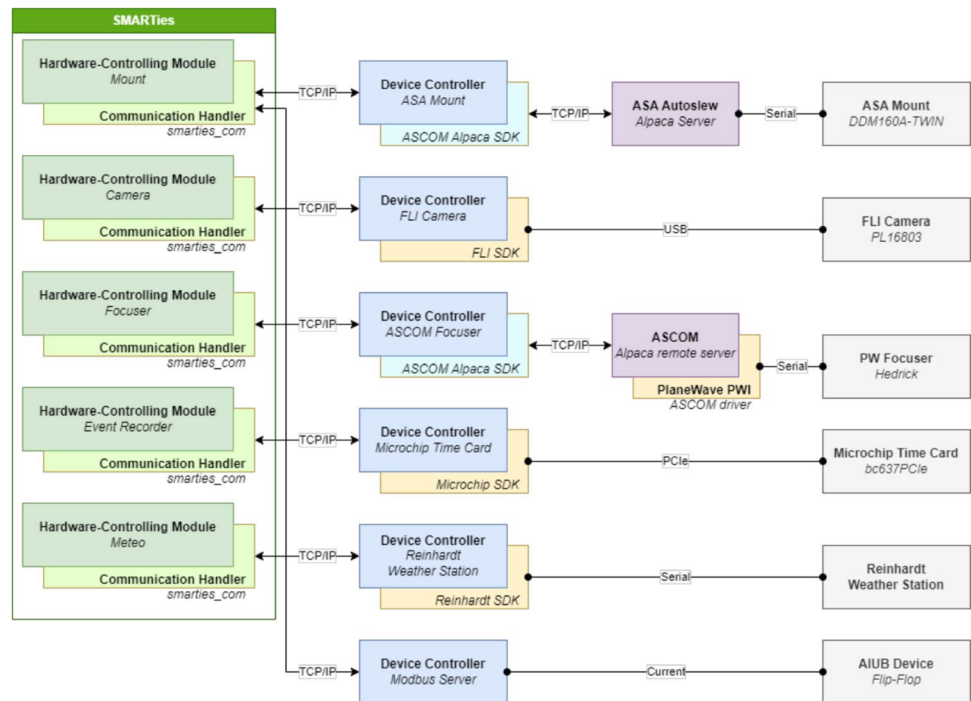 SMARTies
Hardware-Controlling Module
Mount
Communication Handler
smarties_com
TCP/IP
Device Controller
ASA Mount
ASCOM Alpaca SDK
TCP/IP
ASA Autoslew
Alpaca Server
Serial
ASA Mount
DDM160A-TWIN
Hardware-Controlling Module
Camera
Communication Handler
smarties_com
TCP/IP
Device Controller
FLI Camera
FLI SDK
USB
FLI Camera
PL16803
Hardware-Controlling Module
Focuser
Communication Handler
smarties_com
TCP/IP
Device Controller
ASCOM Focuser
ASCOM Alpaca SDK
TCP/IP
ASCOM
Alpaca remote server
PlaneWave PWI
ASCOM driver
Serial
PW Focuser
Hedrick
Hardware-Controlling Module
Event Recorder
Communication Handler
smarties_com
TCP/IP
Device Controller
Microchip Time Card
Microchip SDK
PCIe
Microchip Time Card
bc637PCIe
Hardware-Controlling Module
Meteo
Communication Handler
smarties_com
TCP/IP
Device Controller
Reinhardt
Weather Station
Reinhardt SDK
Serial
Reinhardt
Weather Station
TCP/IP
Device Controller
Modbus Server
Current
AIUB Device
Flip-Flop